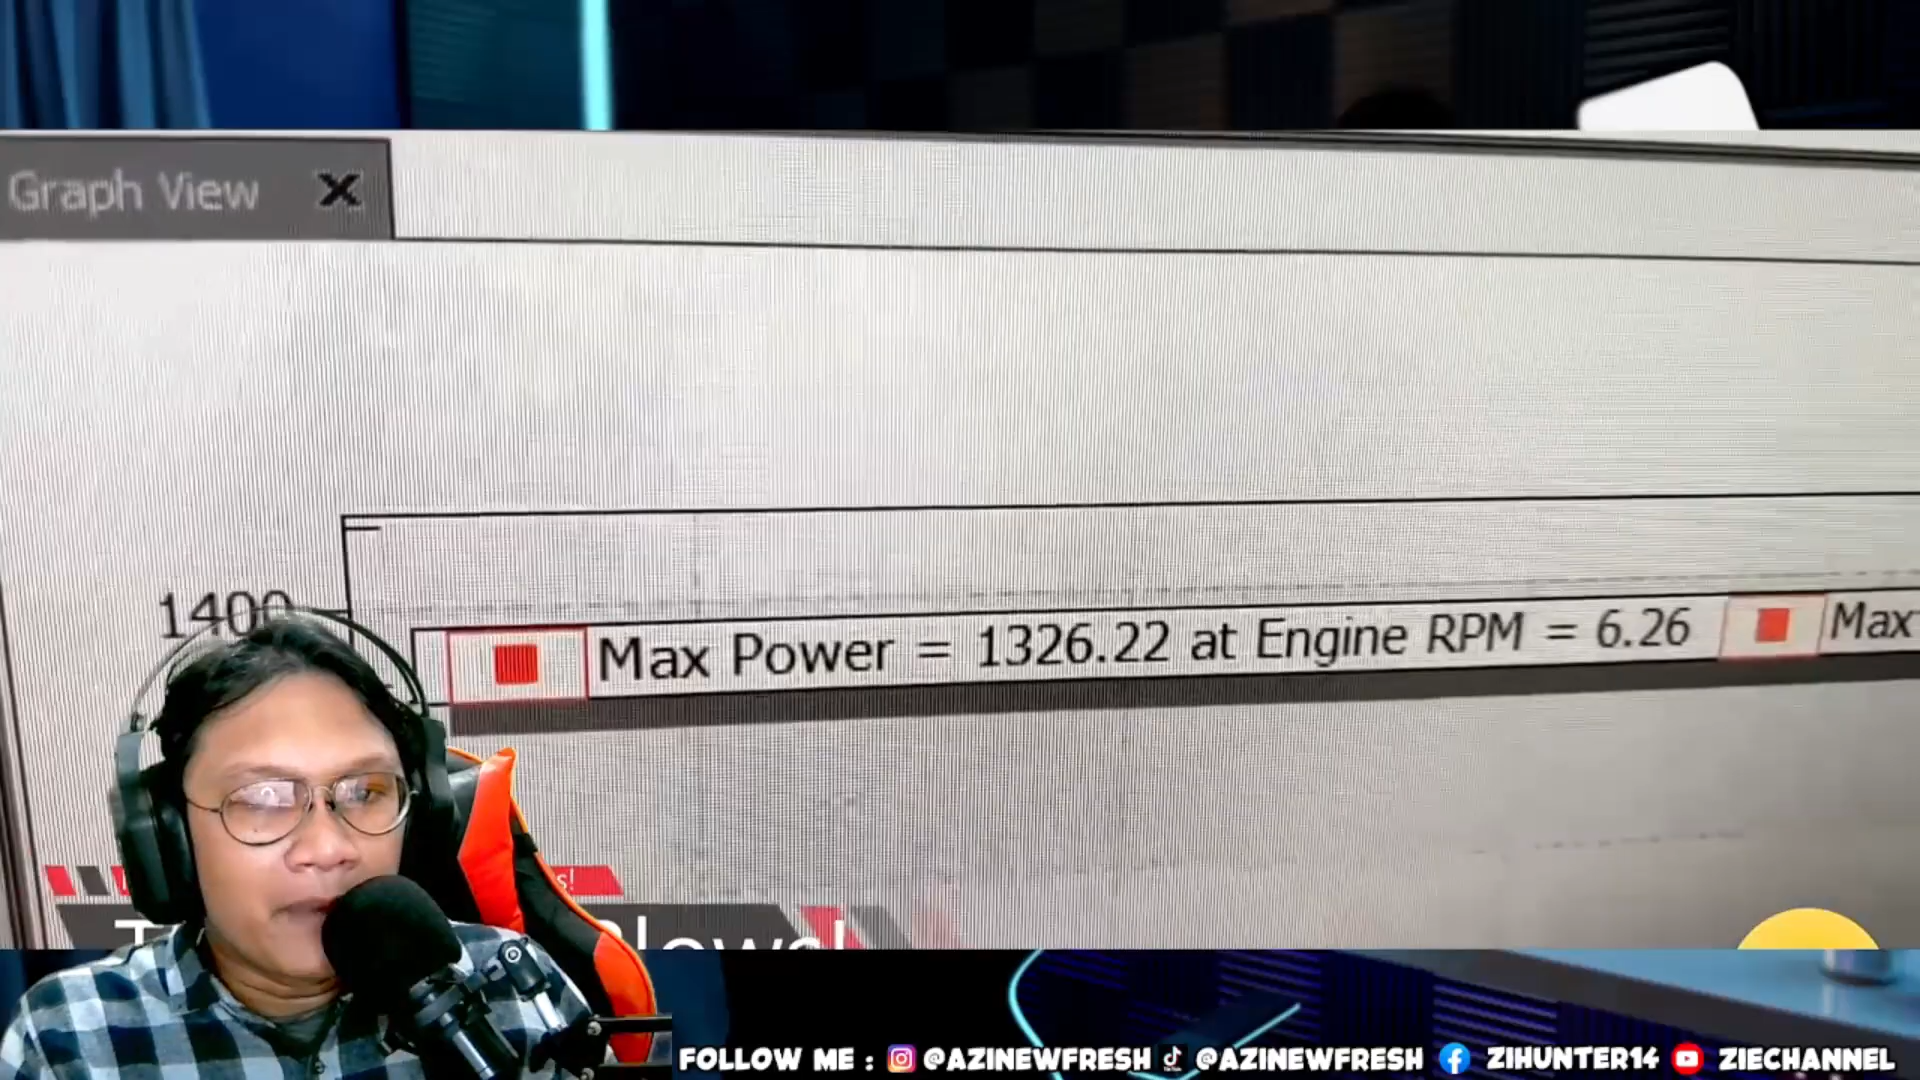 Graph View X
1400
Max Power = 1326.22 at Engine RPM = 6.26
Max
s!
Blows!
FOLLOW ME : @AZINEWFRESH @AZINEWFRESH ZIHUNTER14 ZIECHANNEL